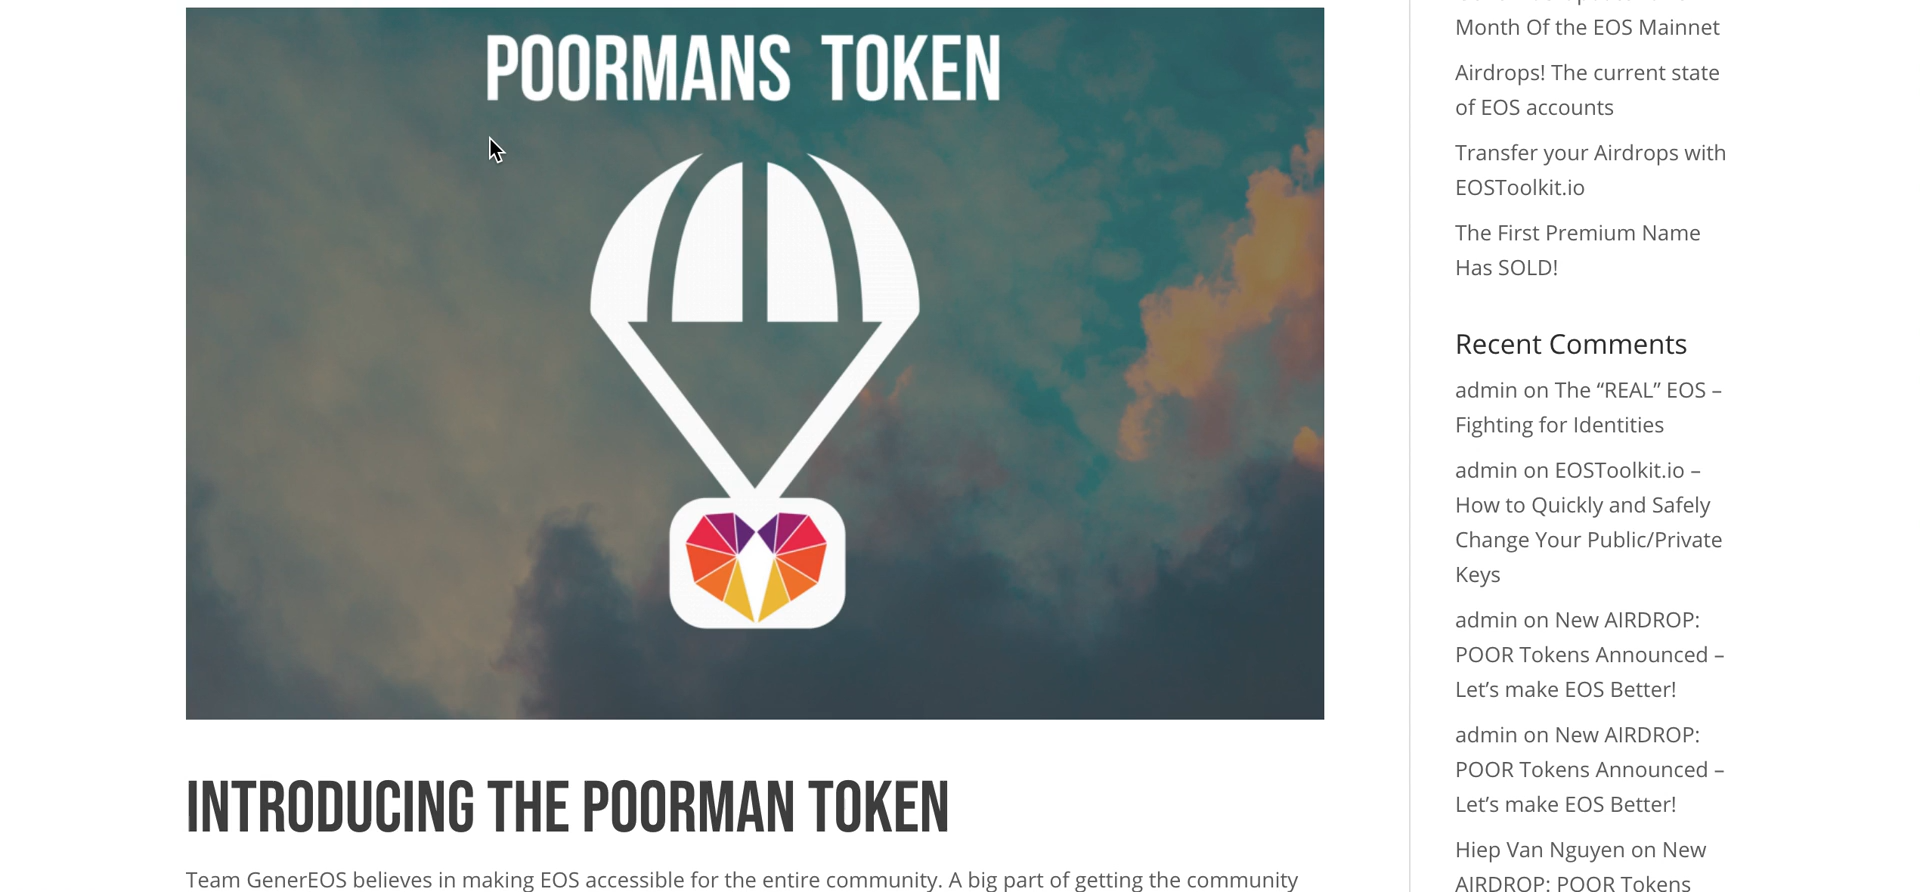 POORMANS TOKEN
INTRODUCING THE POORMAN TOKEN
Team GenerEOS believes in making EOS accessible for the entire community. A big part of getting the community
Month Of the EOS Mainnet
Airdrops! The current state
of EOS accounts
Transfer your Airdrops with
EOSToolkit.io
The First Premium Name
Has SOLD!
Recent Comments
admin on The “REAL” EOS –
Fighting for Identities
admin on EOSToolkit.io –
How to Quickly and Safely
Change Your Public/Private
Keys
admin on New AIRDROP:
POOR Tokens Announced –
Let’s make EOS Better!
admin on New AIRDROP:
POOR Tokens Announced –
Let’s make EOS Better!
Hiep Van Nguyen on New
AIRDROP: POOR Tokens